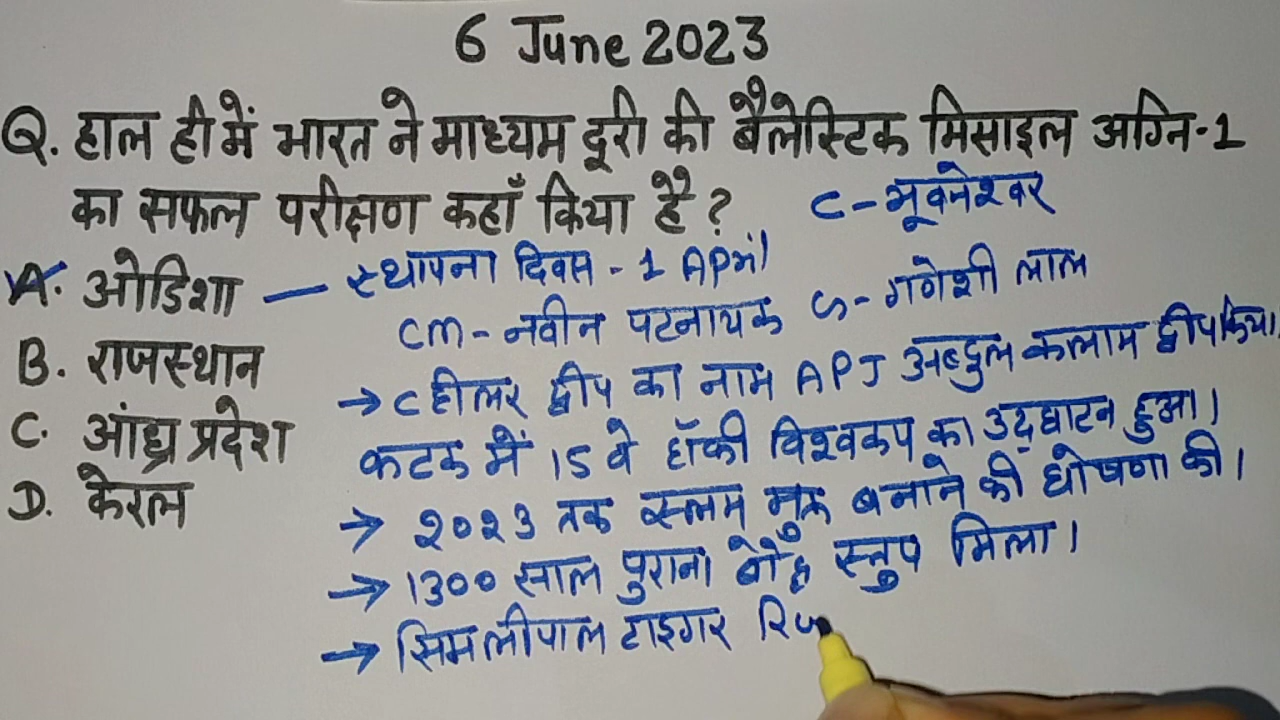 6 June 2023
Q. हाल ही में भारत ने माध्यम दूरी की बैलेस्टिक मिसाइल अग्नि-1
का सफल परीक्षण कहाँ किया है?
C-भूवनेश्वर
A. ओडिशा — स्थापना दिवस - 1 April
CM - नवीन पटनायक G- गणेशी लाल
B. राजस्थान
→ व्हीलर द्वीप का नाम APJ अब्दुल कलाम द्वीप किया।
C. आंध्र प्रदेश
कटक में 15 वे हॉकी विश्वकप का उद्घाटन हुआ।
D. केरल
→ 2023 तक स्लम मुक्त बनाने की घोषणा की।
→ 1300 साल पुराना बौद्ध स्तुप मिला।
→ सिमलीपाल टाइगर